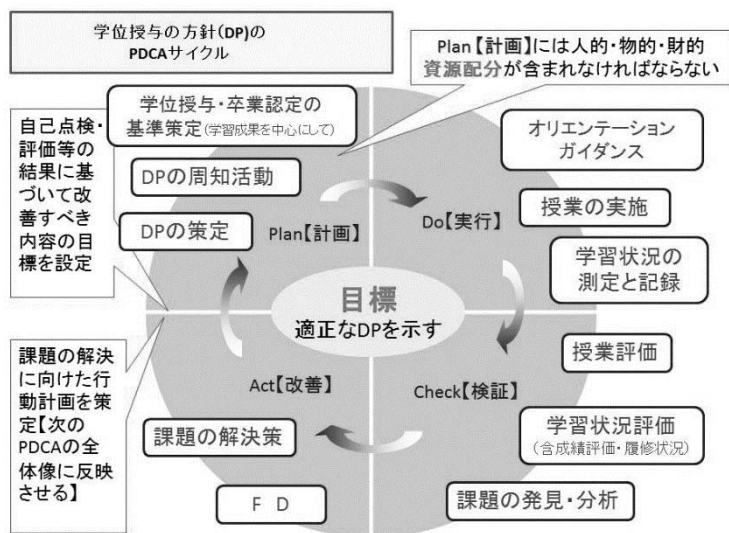 学位授与の方針(DP)の
PDCAサイクル
Plan【計画】には人的・物的・財的
資源配分が含まれなければならない
学位授与・卒業認定の
基準策定(学習成果を中心にして)
DPの周知活動
DPの策定
Plan【計画】
自己点検・
評価等の
結果に基
づいて改
善すべき
内容の目
標を設定
オリエンテーション
ガイダンス
授業の実施
Do【実行】
学習状況の
測定と記録
目標
適正なDPを示す
授業評価
Check【検証】
学習状況評価
(含成績評価・履修状況)
課題の発見・分析
Act【改善】
課題の解決策
F D
課題の解決
に向けた行
動計画を策
定【次の
PDCAの全
体像に反映
させる】